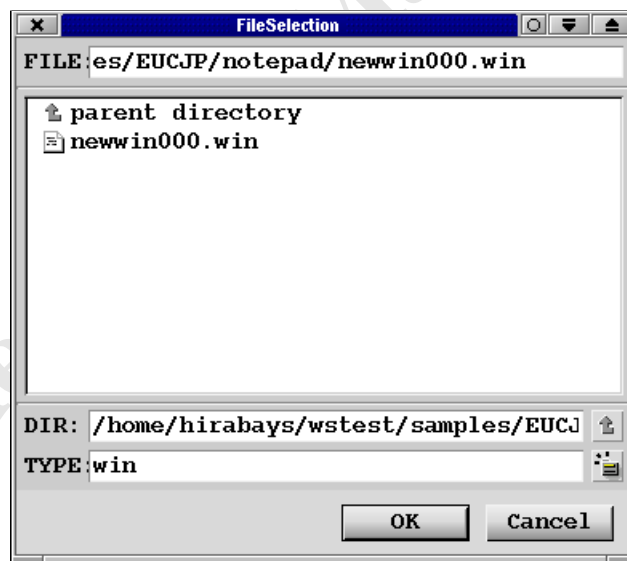 FileSelection
FILE: es/EUCJP/notepad/newwin000.win
parent directory
newwin000.win
DIR: /home/hirabays/wstest/samples/EUCJ
TYPE: win
OK Cancel